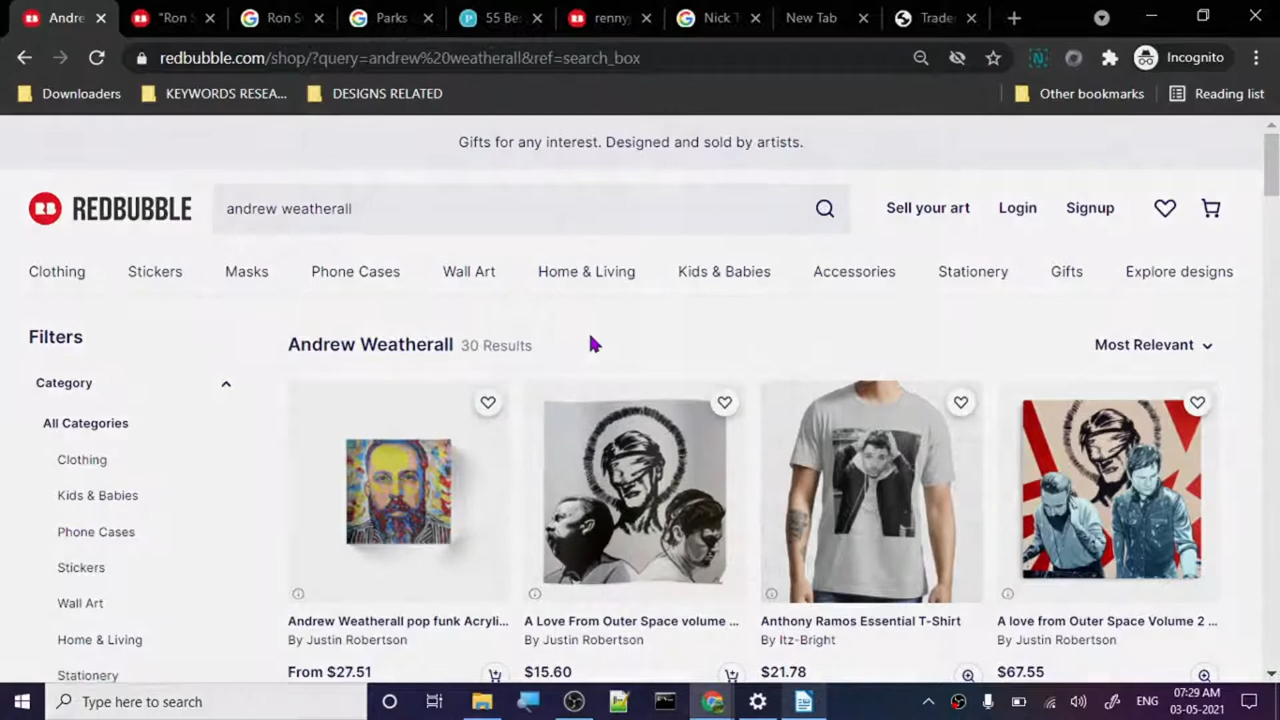 Andre
"Ron S
Ron Sv
Parks
55 Be
renny
Nick T
New Tab
Trade
redbubble.com/shop/?query=andrew%20weatherall&ref=search_box
Incognito
Downloaders
KEYWORDS RESEA...
DESIGNS RELATED
Other bookmarks
Reading list
Gifts for any interest. Designed and sold by artists.
RB REDBUBBLE
andrew weatherall
Sell your art
Login
Signup
Clothing
Stickers
Masks
Phone Cases
Wall Art
Home & Living
Kids & Babies
Accessories
Stationery
Gifts
Explore designs
Filters
Andrew Weatherall 30 Results
Most Relevant
Category
All Categories
Clothing
Kids & Babies
Phone Cases
Stickers
Wall Art
Home & Living
Stationery
Andrew Weatherall pop funk Acryli...
By Justin Robertson
From $27.51
A Love From Outer Space volume ...
By Justin Robertson
$15.60
Anthony Ramos Essential T-Shirt
By Itz-Bright
$21.78
A love from Outer Space Volume 2 ...
By Justin Robertson
$67.55
Type here to search
ENG
07:29 AM
03-05-2021